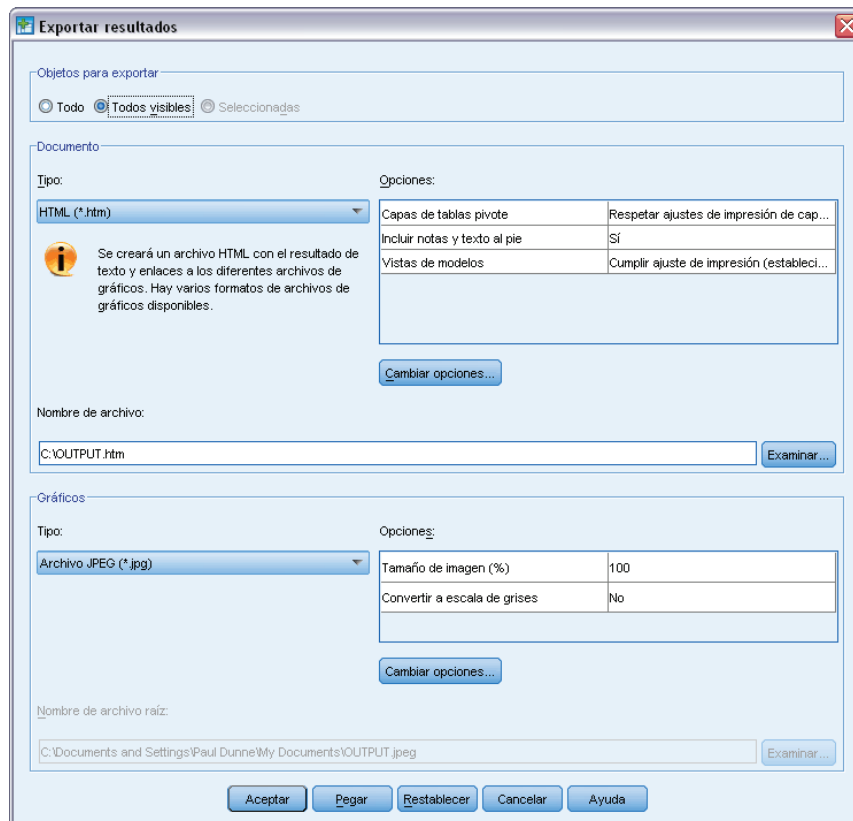 Exportar resultados
Objetos para exportar
Todo
Todos visibles
Seleccionadas
Documento
Tipo:
HTML (*.htm)
Se creará un archivo HTML con el resultado de
texto y enlaces a los diferentes archivos de
gráficos. Hay varios formatos de archivos de
gráficos disponibles.
Opciones:
Capas de tablas pivote
Respetar ajustes de impresión de cap...
Incluir notas y texto al pie
Sí
Vistas de modelos
Cumplir ajuste de impresión (estableci...
Cambiar opciones...
Nombre de archivo:
C:\OUTPUT.htm
Examinar...
Gráficos
Tipo:
Archivo JPEG (*.jpg)
Opciones:
Tamaño de imagen (%)
100
Convertir a escala de grises
No
Cambiar opciones...
Nombre de archivo raíz:
C:\Documents and Settings\Paul Dunne\My Documents\OUTPUT.jpeg
Examinar...
Aceptar
Pegar
Restablecer
Cancelar
Ayuda